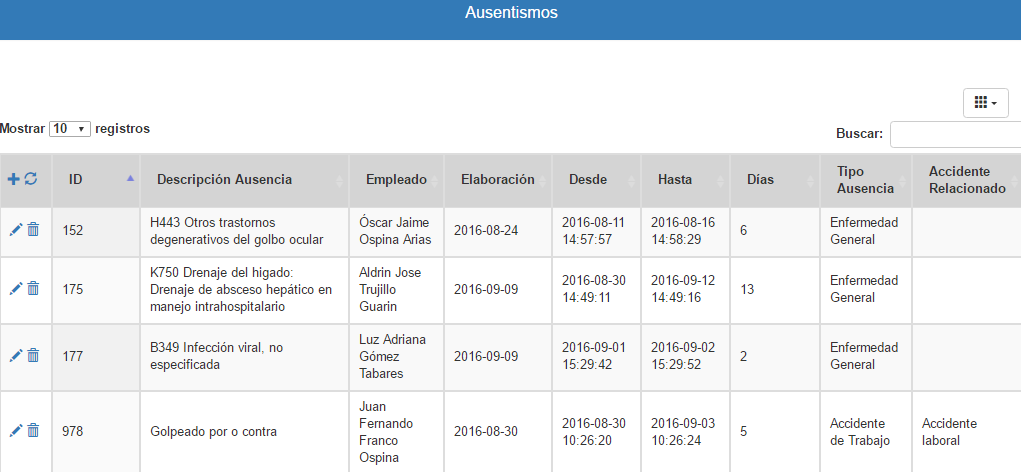 Ausentismos
Mostrar 10 registros
Buscar:
ID Descripción Ausencia Empleado Elaboración Desde Hasta Días Tipo Ausencia Accidente Relacionado
152 H443 Otros trastornos degenerativos del golbo ocular Óscar Jaime Ospina Arias 2016-08-24 2016-08-11 14:57:57 2016-08-16 14:58:29 6 Enfermedad General
175 K750 Drenaje del higado: Drenaje de absceso hepático en manejo intrahospitalario Aldrin Jose Trujillo Guarin 2016-09-09 2016-08-30 14:49:11 2016-09-12 14:49:16 13 Enfermedad General
177 B349 Infección viral, no especificada Luz Adriana Gómez Tabares 2016-09-09 2016-09-01 15:29:42 2016-09-02 15:29:52 2 Enfermedad General
978 Golpeado por o contra Juan Fernando Franco Ospina 2016-08-30 2016-08-30 10:26:20 2016-09-03 10:26:24 5 Accidente de Trabajo Accidente laboral